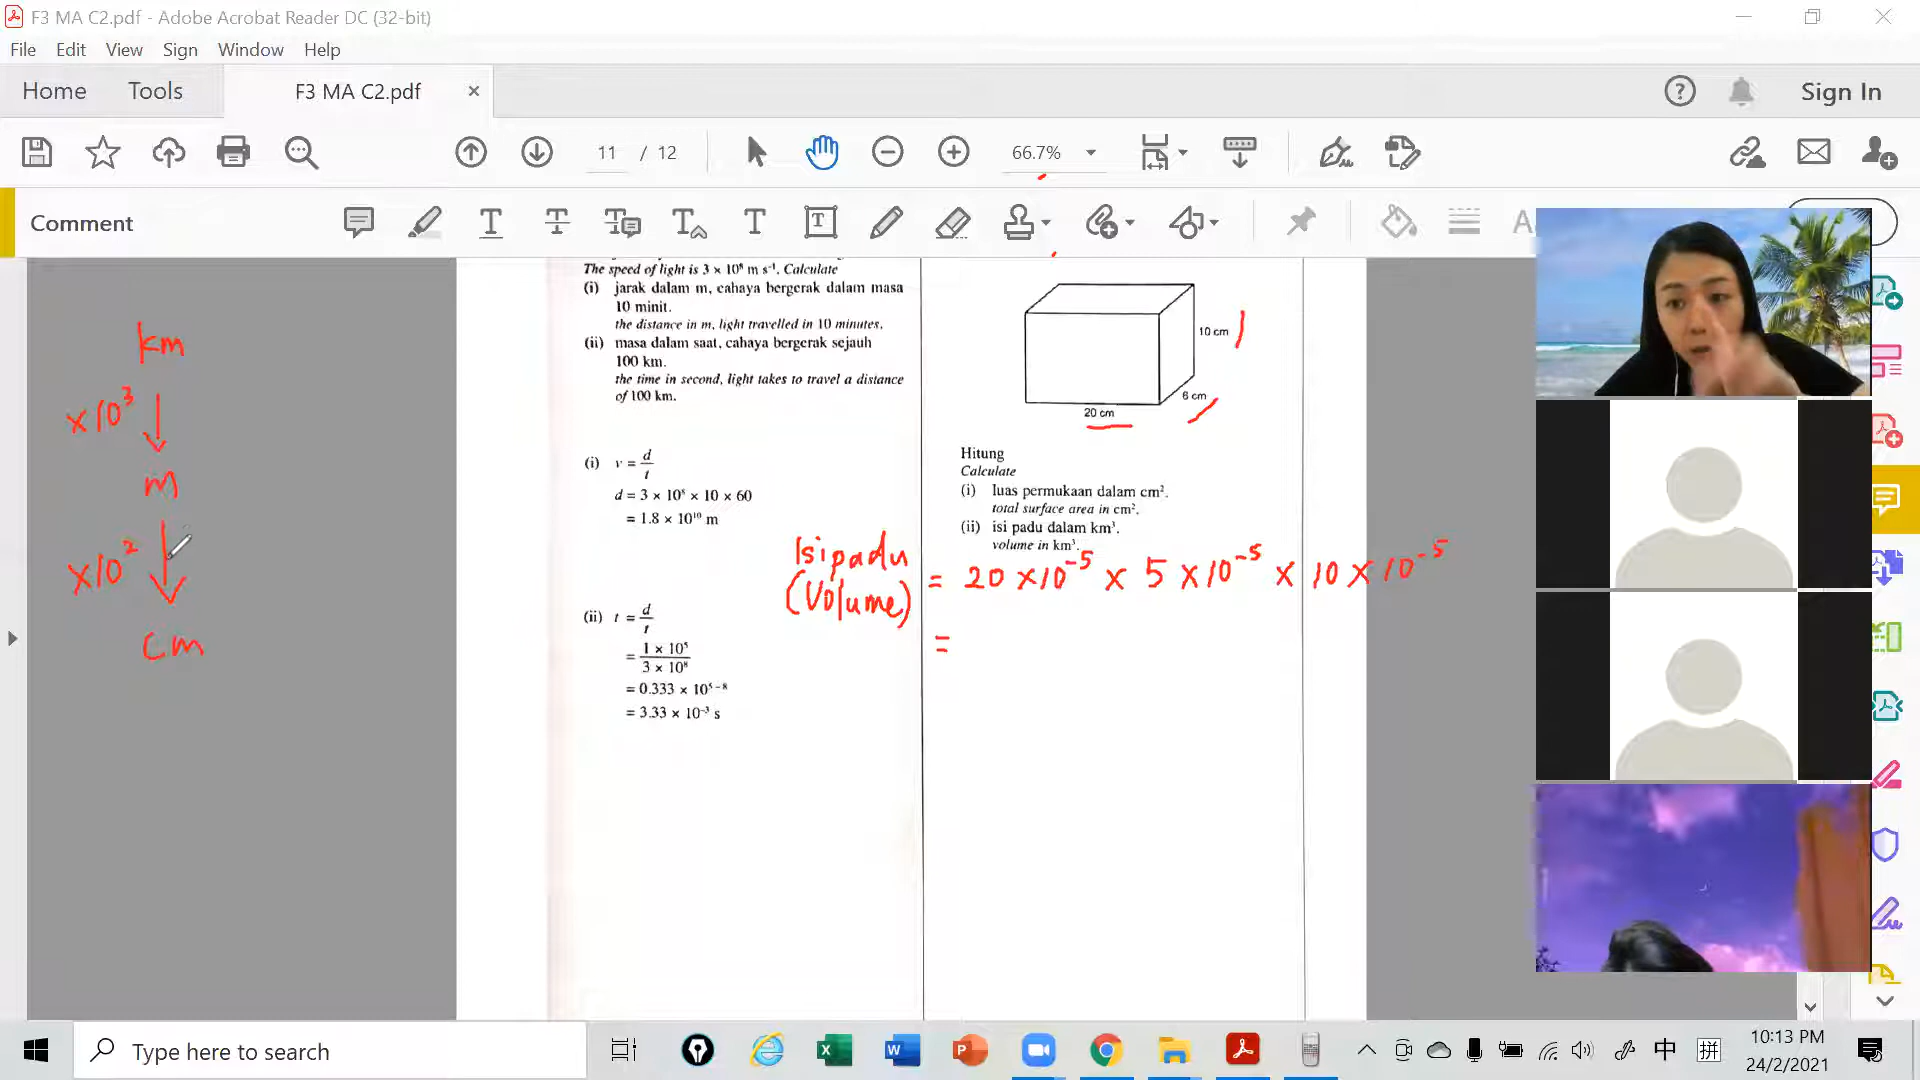 F3 MA C2.pdf - Adobe Acrobat Reader DC (32-bit)
File Edit View Sign Window Help
Home Tools F3 MA C2.pdf × Sign In
11 / 12 66.7%
Comment
km
×10³
m
×10²
cm
The speed of light is 3 × 10⁸ m s⁻¹. Calculate
(i) jarak dalam m, cahaya bergerak dalam masa
10 minit.
the distance in m, light travelled in 10 minutes,
(ii) masa dalam saat, cahaya bergerak sejauh
100 km.
the time in second, light takes to travel a distance
of 100 km.
(i) v = d/t
d = 3 × 10⁸ × 10 × 60
= 1.8 × 10¹⁰ m
(ii) t = d/t
= 1 × 10⁵ / 3 × 10⁸
= 0.333 × 10⁵⁻⁸
= 3.33 × 10⁻³ s
10 cm
6 cm
20 cm
Hitung
Calculate
(i) luas permukaan dalam cm².
total surface area in cm².
(ii) isi padu dalam km³.
volume in km³.
Isipadu
(Volume) = 20 ×10⁻⁵ × 5 ×10⁻⁵ × 10 ×10⁻⁵
=
Type here to search
中 拼
10:13 PM
24/2/2021